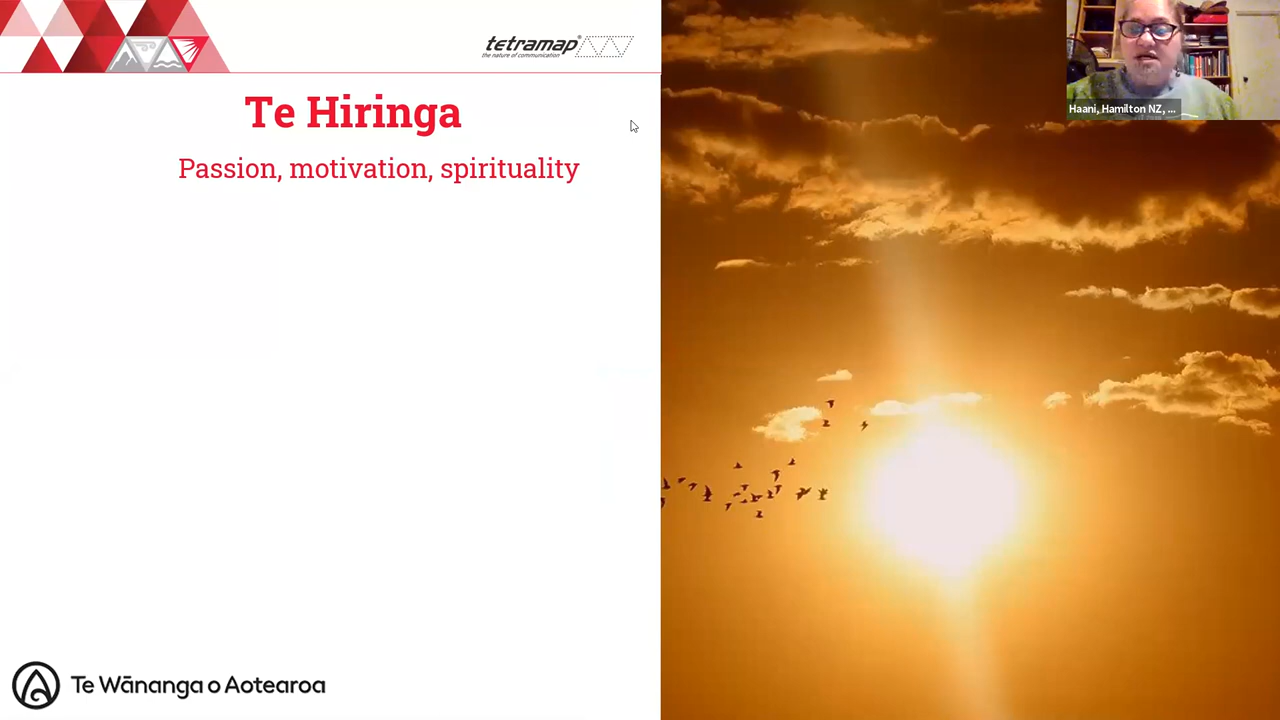 tetramap®
the nature of communication
Te Hiringa
Passion, motivation, spirituality
Haani, Hamilton NZ, ...
Te Wānanga o Aotearoa